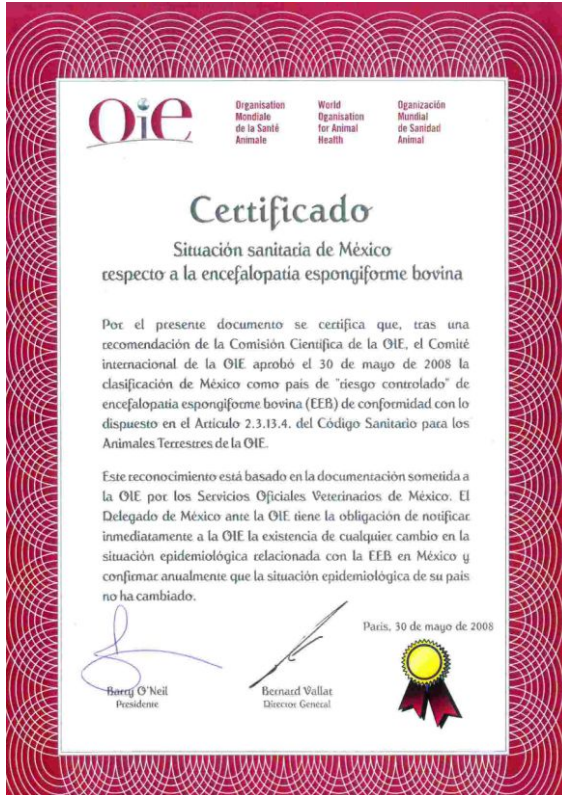 OiE
Organisation
Mondiale
de la Santé
Animale
World
Organisation
for Animal
Health
Oganización
Mundial
de Sanidad
Animal
Certificado
Situación sanitaria de México
respecto a la encefalopatía espongiforme bovina
Por el presente documento se certifica que, tras una
recomendación de la Comisión Científica de la OIE, el Comité
internacional de la OIE aprobó el 30 de mayo de 2008 la
clasificación de México como país de "riesgo controlado" de
encefalopatía espongiforme bovina (EEB) de conformidad con lo
dispuesto en el Artículo 2.3.13.4. del Código Sanitario para los
Animales Terrestres de la OIE.
Este reconocimiento está basado en la documentación sometida a
la OIE por los Servicios Oficiales Veterinarios de México. El
Delegado de México ante la OIE tiene la obligación de notificar
inmediatamente a la OIE la existencia de cualquier cambio en la
situación epidemiológica relacionada con la EEB en México y
confirmar anualmente que la situación epidemiológica de su país
no ha cambiado.
París, 30 de mayo de 2008
Barry O'Neil
Presidente
Bernard Vallat
Director General